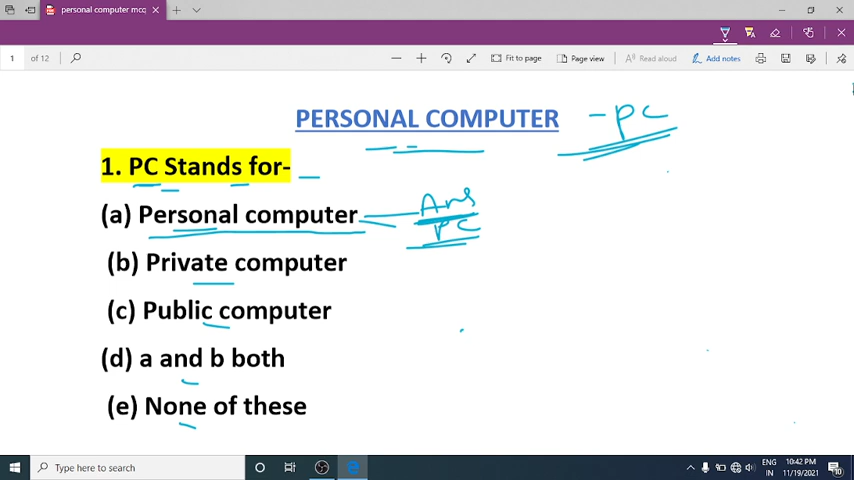 personal computer mcq
1 of 12
Fit to page
Page view
Read aloud
Add notes
PERSONAL COMPUTER - pc
1. PC Stands for-
(a) Personal computer Ans
PC
(b) Private computer
(c) Public computer
(d) a and b both
(e) None of these
Type here to search
ENG
IN
10:42 PM
11/19/2021
10